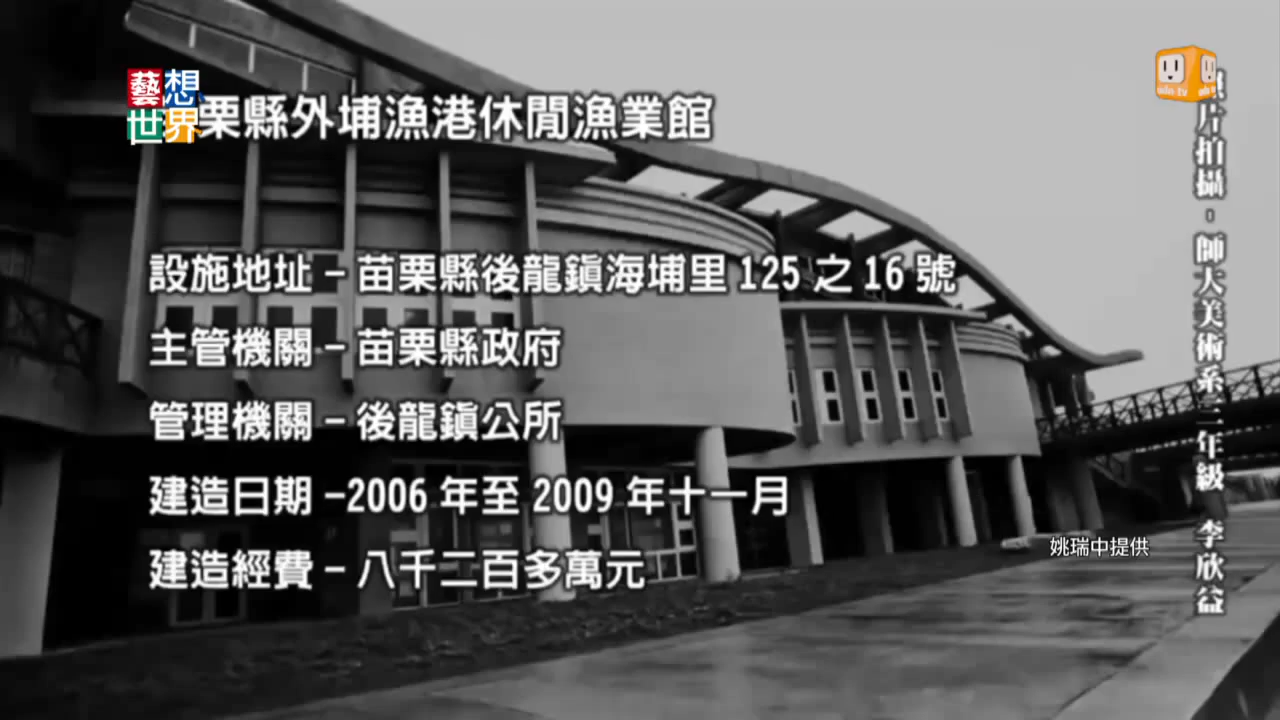 藝想
世界
栗縣外埔漁港休閒漁業館
設施地址 – 苗栗縣後龍鎮海埔里 125 之 16 號
主管機關 – 苗栗縣政府
管理機關 – 後龍鎮公所
建造日期 –2006 年至 2009 年十一月
建造經費 – 八千二百多萬元
片拍攝 · 師大美術系二年級 李欣益
姚瑞中提供